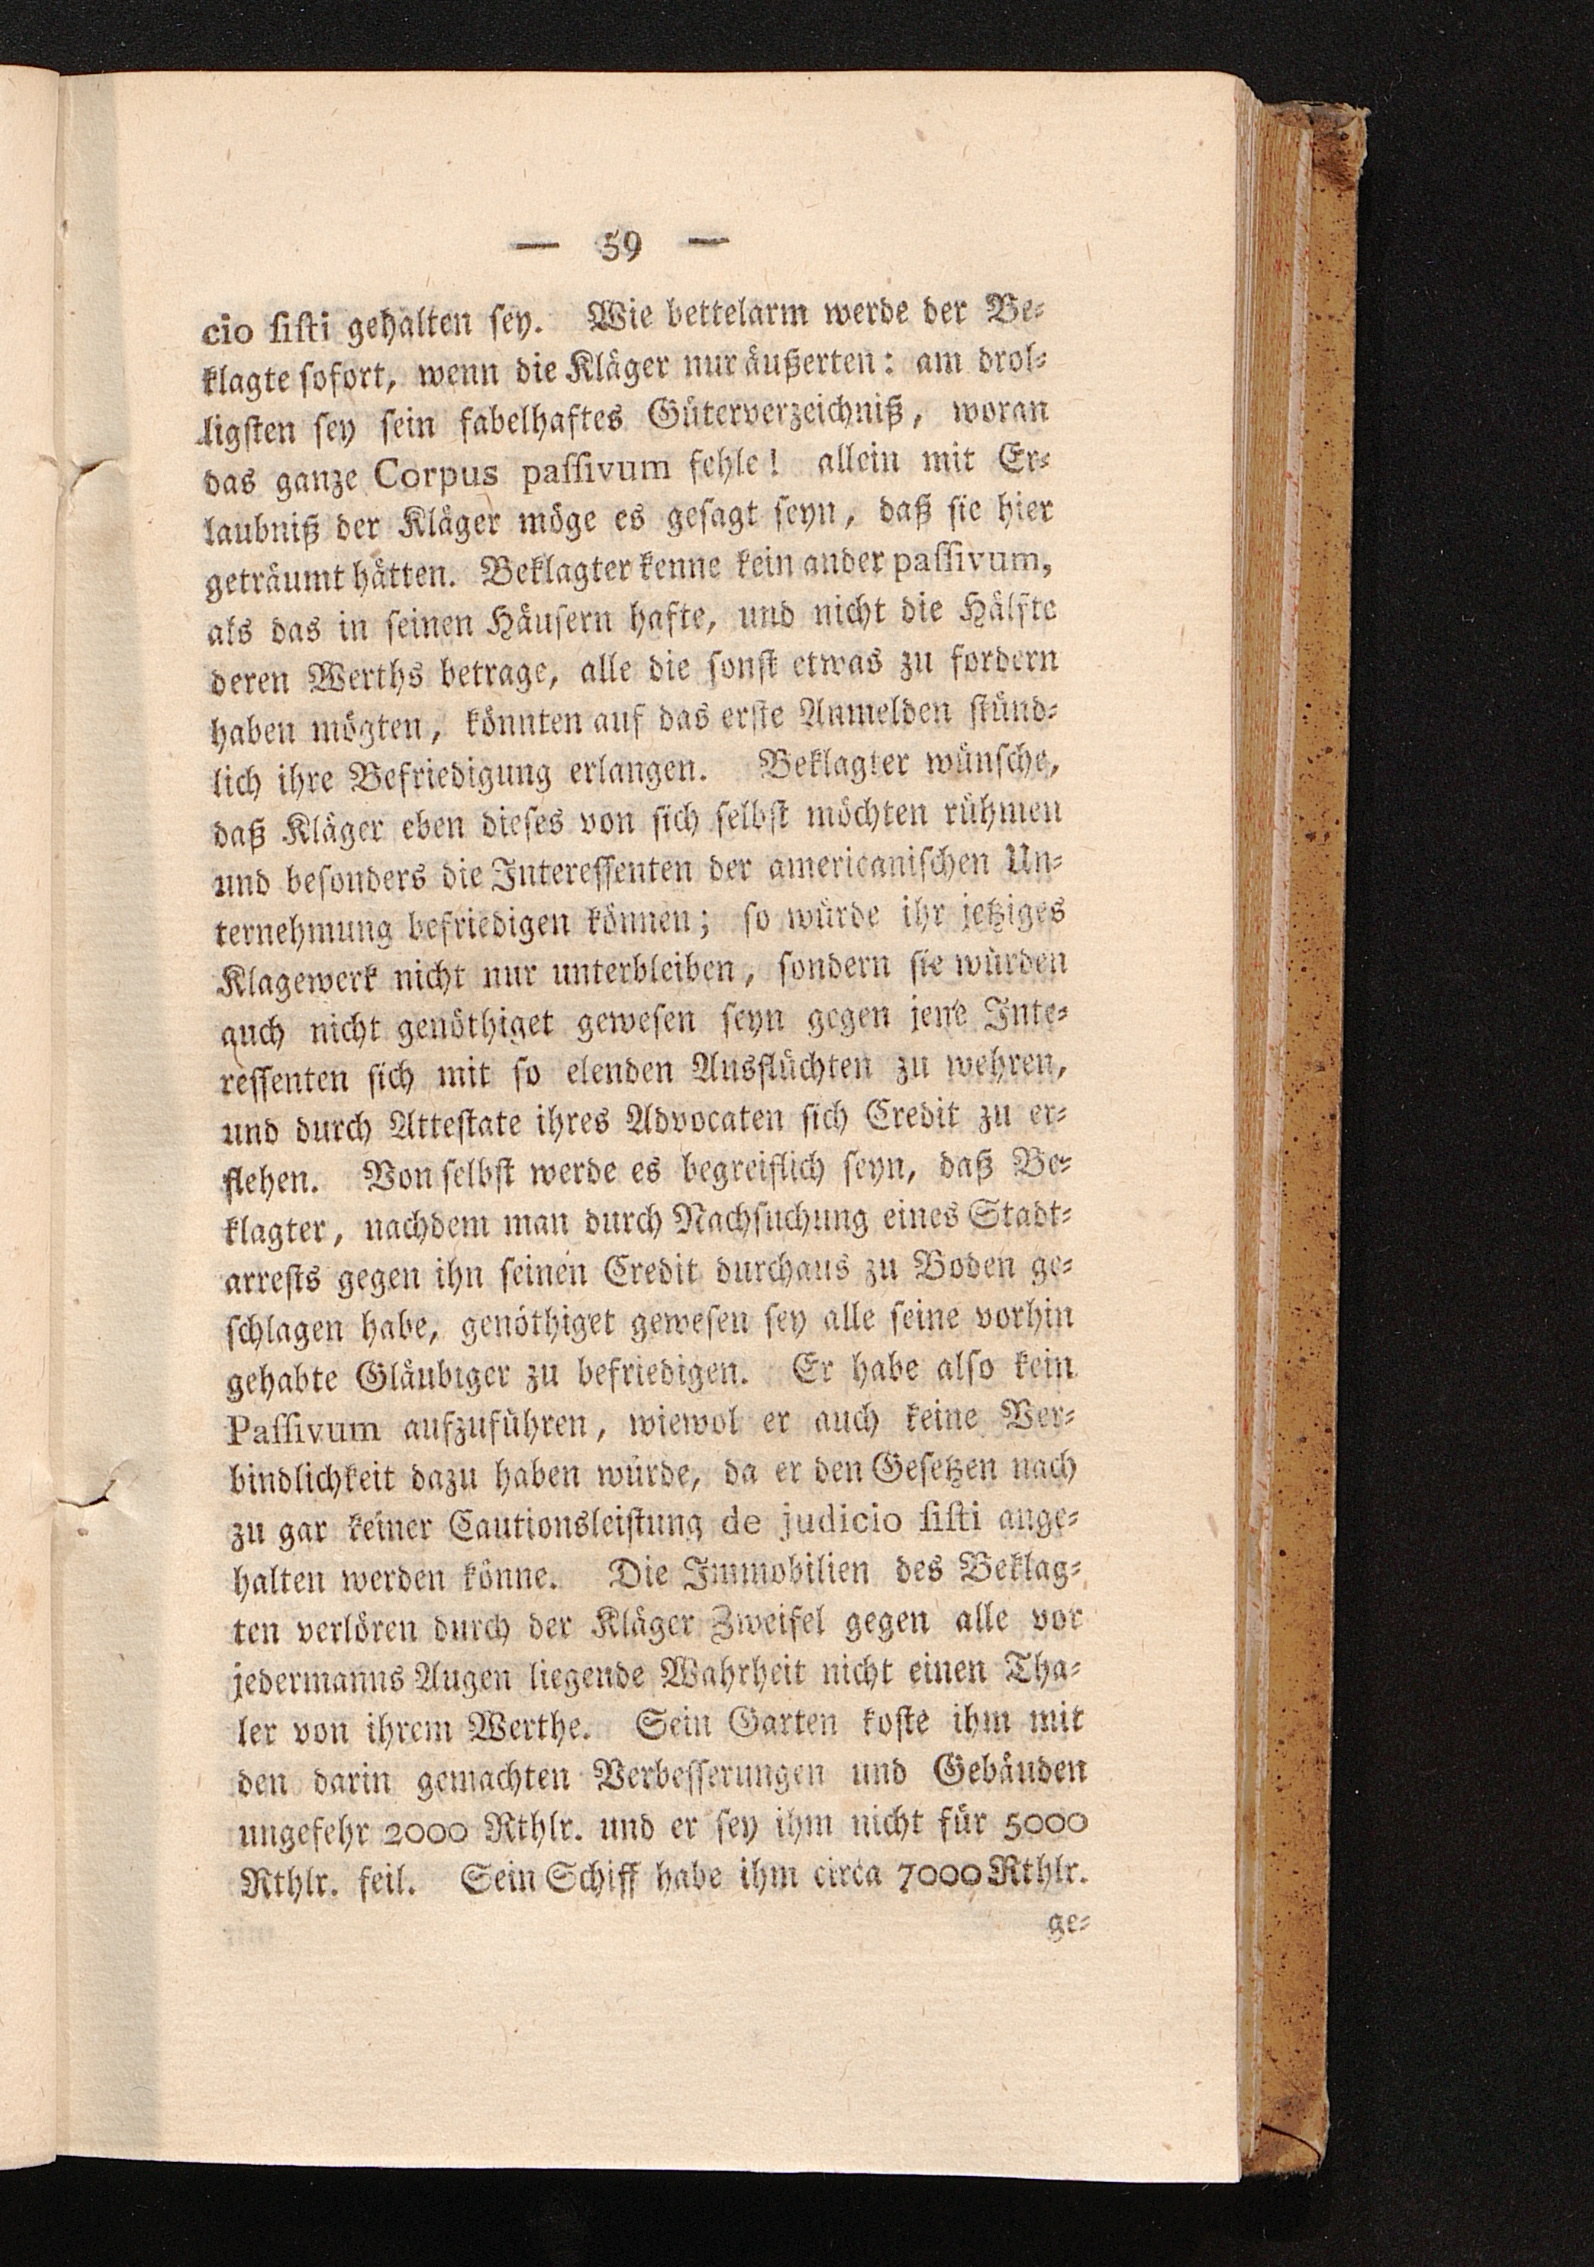 — 59 —
cio ſiſti gehalten ſey. Wie bettelarm werde der Be⸗
klagte ſofort, wenn die Kläger nur äußerten: am drol⸗
ligſten ſey ſein fabelhaftes Güterverzeichniß, woran
das ganze Corpus paſſivum fehle! allein mit Er⸗
laubniß der Kläger möge es geſagt ſeyn, daß ſie hier
geträumt hätten. Beklagter kenne kein ander paſſivum,
als das in ſeinen Häuſern hafte, und nicht die Hälfte
deren Werths betrage, alle die ſonſt etwas zu fordern
haben mögten, könnten auf das erſte Anmelden ſtünd⸗
lich ihre Befriedigung erlangen. Beklagter wünſche,
daß Kläger eben dieſes von ſich ſelbſt möchten rühmen
und beſonders die Intereſſenten der americaniſchen Un⸗
ternehmung befriedigen können; ſo würde ihr jetziges
Klagewerk nicht nur unterbleiben, ſondern ſie würden
auch nicht genöthiget geweſen ſeyn gegen jene Inte⸗
reſſenten ſich mit ſo elenden Ausflüchten zu wehren,
und durch Atteſtate ihres Advocaten ſich Credit zu er⸗
flehen. Von ſelbſt werde es begreiflich ſeyn, daß Be⸗
klagter, nachdem man durch Nachſuchung eines Stadt⸗
arreſts gegen ihn ſeinen Credit durchaus zu Boden ge⸗
ſchlagen habe, genöthiget geweſen ſey alle ſeine vorhin
gehabte Gläubiger zu befriedigen. Er habe alſo kein
Paſſivum aufzuführen, wiewol er auch keine Ver⸗
bindlichkeit dazu haben würde, da er den Geſetzen nach
zu gar keiner Cautionsleiſtung de judicio ſiſti ange⸗
halten werden könne. Die Immobilien des Beklag⸗
ten verlören durch der Kläger Zweifel gegen alle vor
jedermanns Augen liegende Wahrheit nicht einen Tha⸗
ler von ihrem Werthe. Sein Garten koſte ihm mit
den darin gemachten Verbeſſerungen und Gebäuden
ungefehr 2000 Rthlr. und er ſey ihm nicht für 5000
Rthlr. feil. Sein Schiff habe ihm circa 7000 Rthlr.
ge⸗